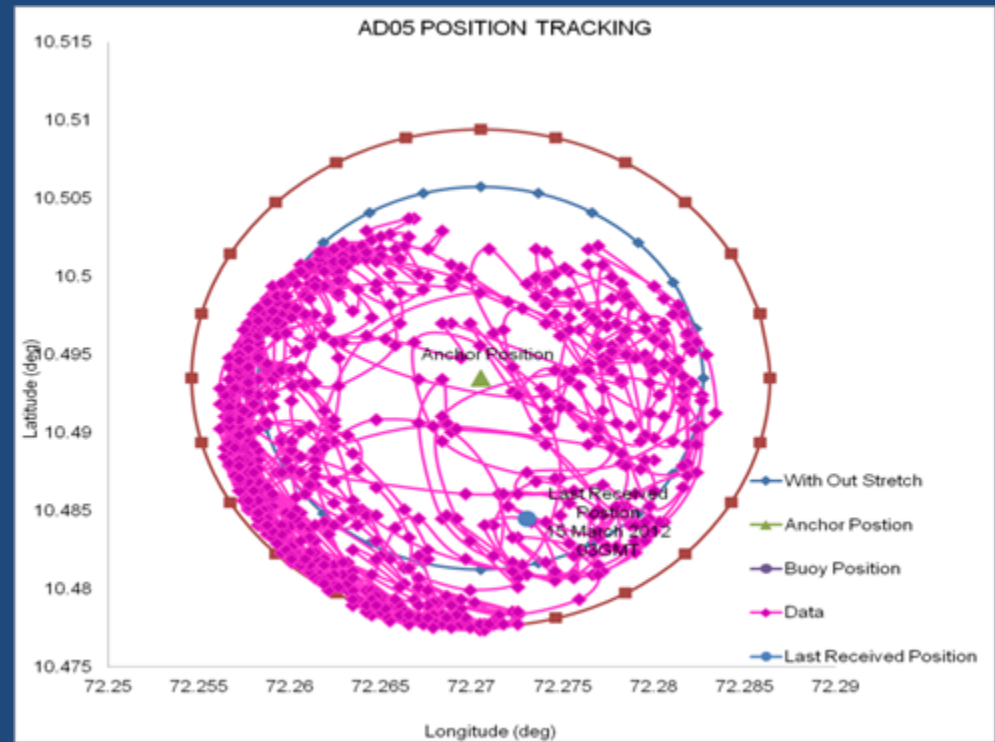 AD05 POSITION TRACKING
10.515
10.51
10.505
10.5
10.495
10.49
10.485
10.48
10.475
Latitude (deg)
Anchor Position
Last Received
Postion
15 March 2012
03GMT
With Out Stretch
Anchor Postion
Buoy Position
Data
Last Received Position
72.25 72.255 72.26 72.265 72.27 72.275 72.28 72.285 72.29
Longitude (deg)